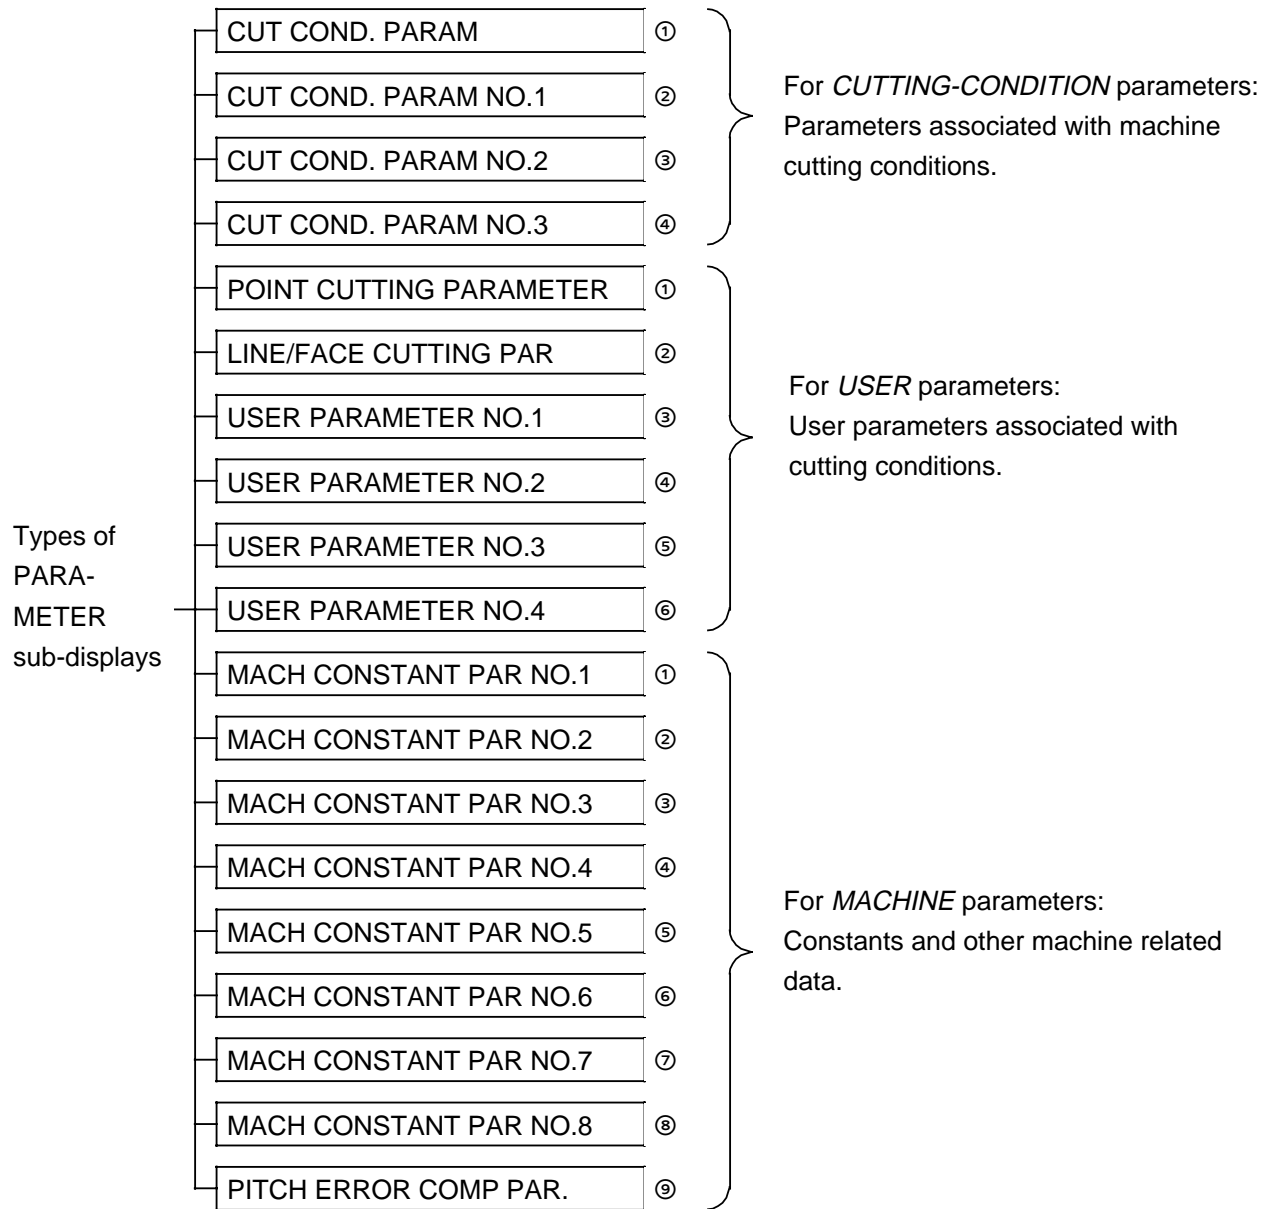 CUT COND. PARAM ①
CUT COND. PARAM NO.1 ②
CUT COND. PARAM NO.2 ③
CUT COND. PARAM NO.3 ④
For CUTTING-CONDITION parameters:
Parameters associated with machine
cutting conditions.
POINT CUTTING PARAMETER ①
LINE/FACE CUTTING PAR ②
USER PARAMETER NO.1 ③
USER PARAMETER NO.2 ④
USER PARAMETER NO.3 ⑤
USER PARAMETER NO.4 ⑥
For USER parameters:
User parameters associated with
cutting conditions.
Types of
PARA-
METER
sub-displays
MACH CONSTANT PAR NO.1 ①
MACH CONSTANT PAR NO.2 ②
MACH CONSTANT PAR NO.3 ③
MACH CONSTANT PAR NO.4 ④
MACH CONSTANT PAR NO.5 ⑤
MACH CONSTANT PAR NO.6 ⑥
MACH CONSTANT PAR NO.7 ⑦
MACH CONSTANT PAR NO.8 ⑧
PITCH ERROR COMP PAR. ⑨
For MACHINE parameters:
Constants and other machine related
data.